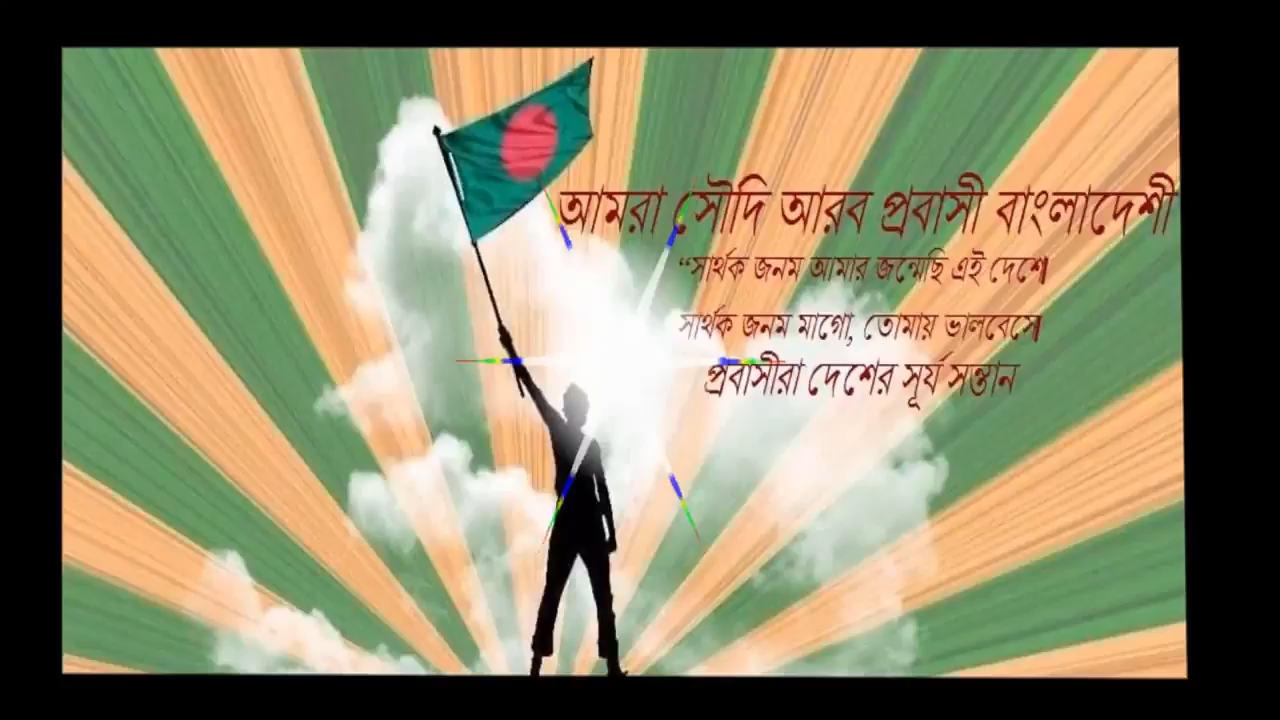 আমরা সৌদি আরব প্রবাসী বাংলাদেশী
“সার্থক জনম আমার জন্মেছি এই দেশে।
সার্থক জনম মাগো, তোমায় ভালবেসে।
প্রবাসীরা দেশের সূর্য সন্তান